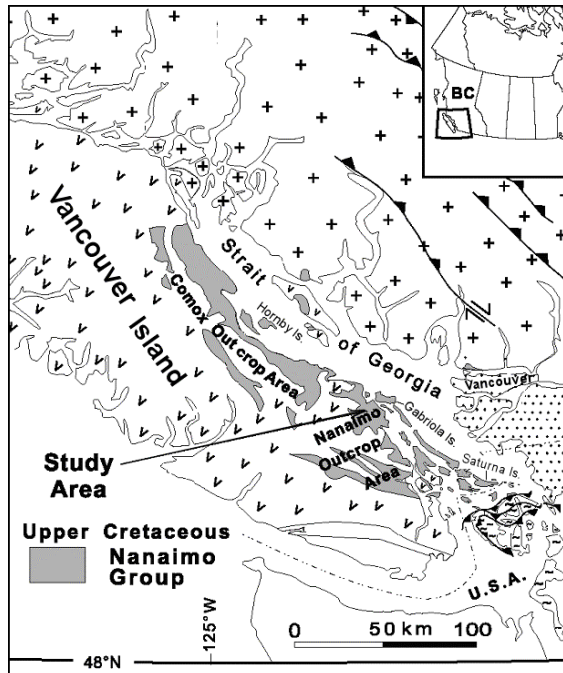 BC
Vancouver Island
Strait
of Georgia
Hornby Is.
Comox Outcrop Area
Vancouver
Gabriola Is.
Nanaimo
Outcrop
Area
Saturna Is.
Study
Area
Upper Cretaceous
Nanaimo
Group
U.S.A.
125°W
0 50 km 100
48°N